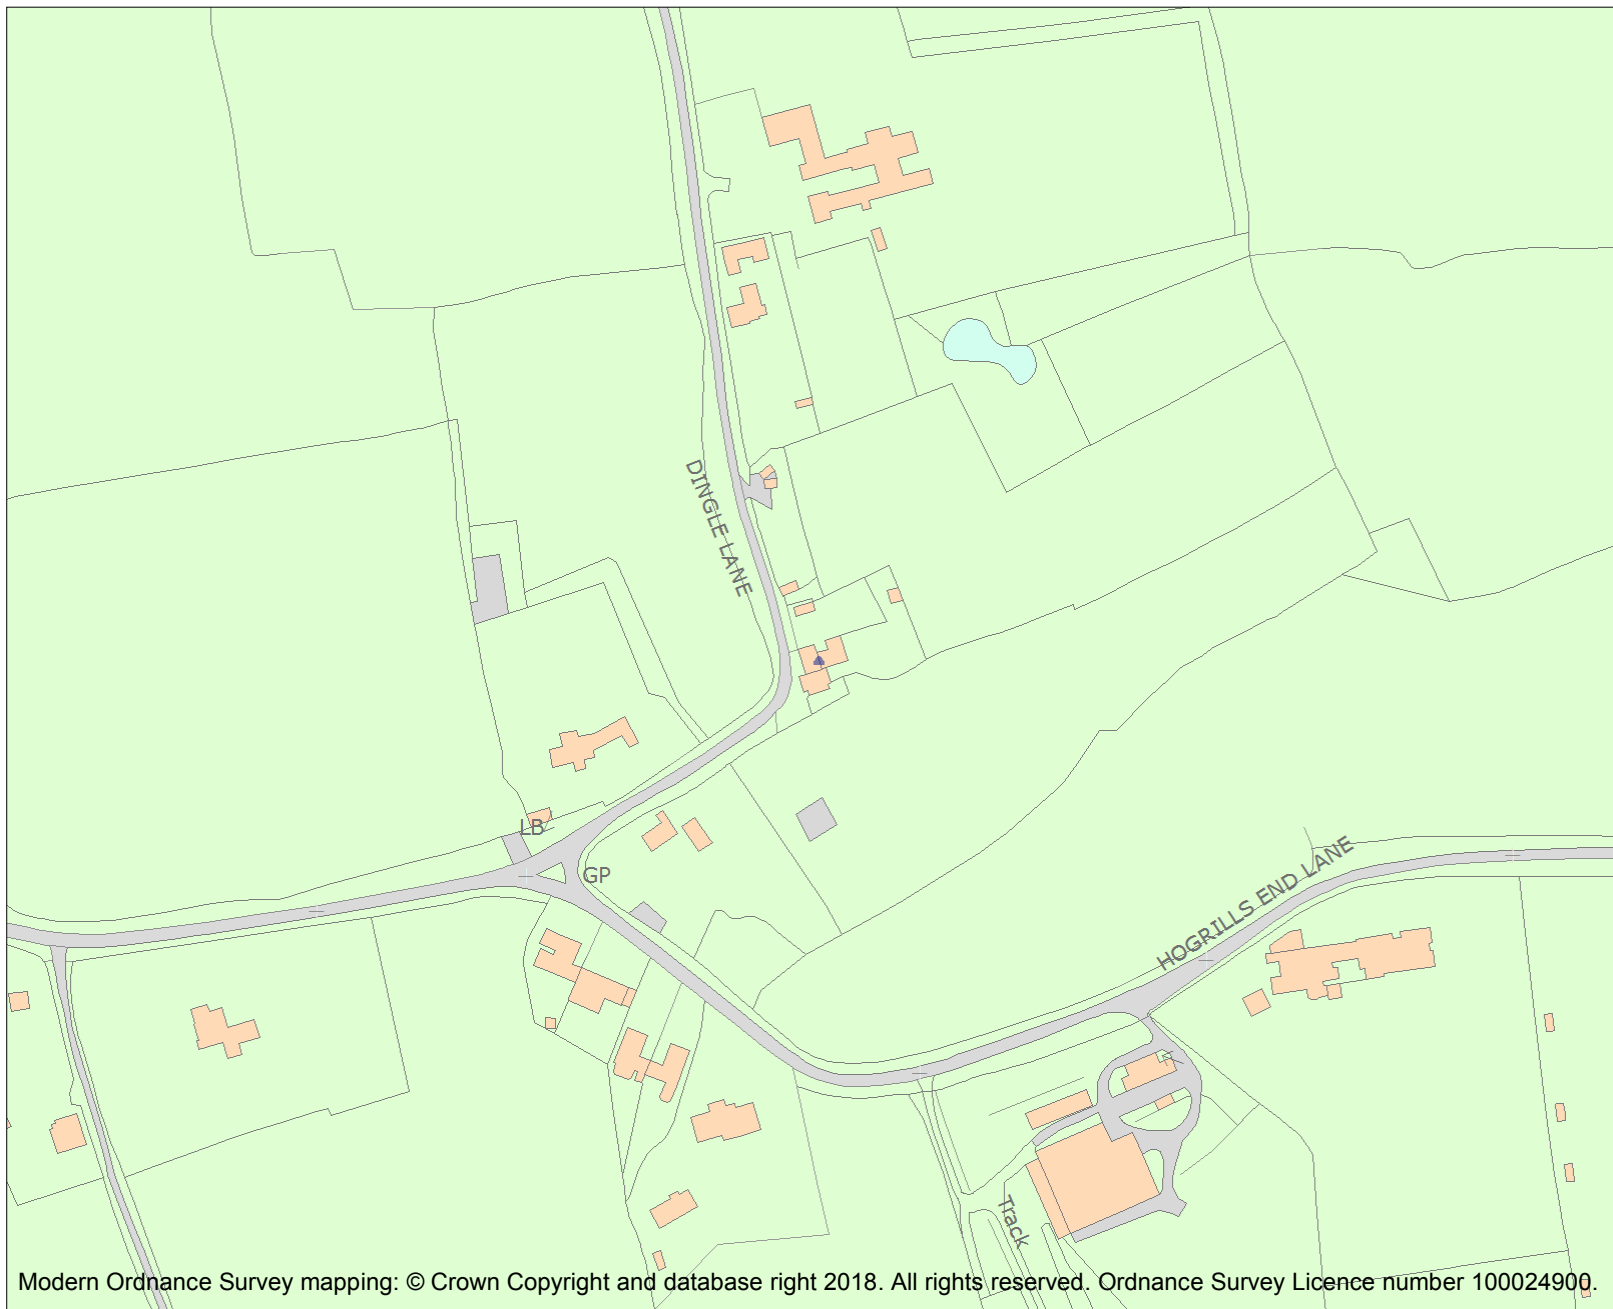 DINGLE LANE
LB
GP
HOGRILLS END LANE
Track
Modern Ordnance Survey mapping: © Crown Copyright and database right 2018. All rights reserved. Ordnance Survey Licence number 100024900.